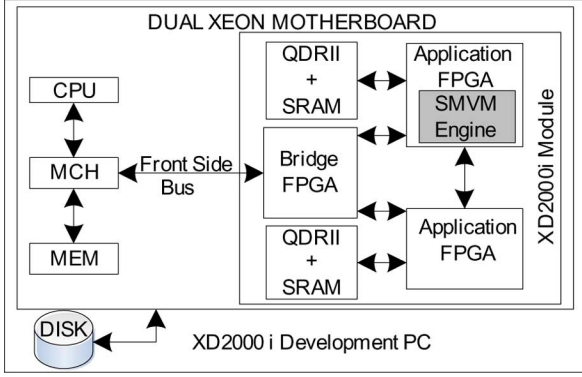 DUAL XEON MOTHERBOARD
QDRII
+
SRAM
Application
FPGA
SMVM
Engine
CPU
MCH
MEM
Front Side
Bus
Bridge
FPGA
QDRII
+
SRAM
Application
FPGA
XD2000i Module
DISK
XD2000 i Development PC